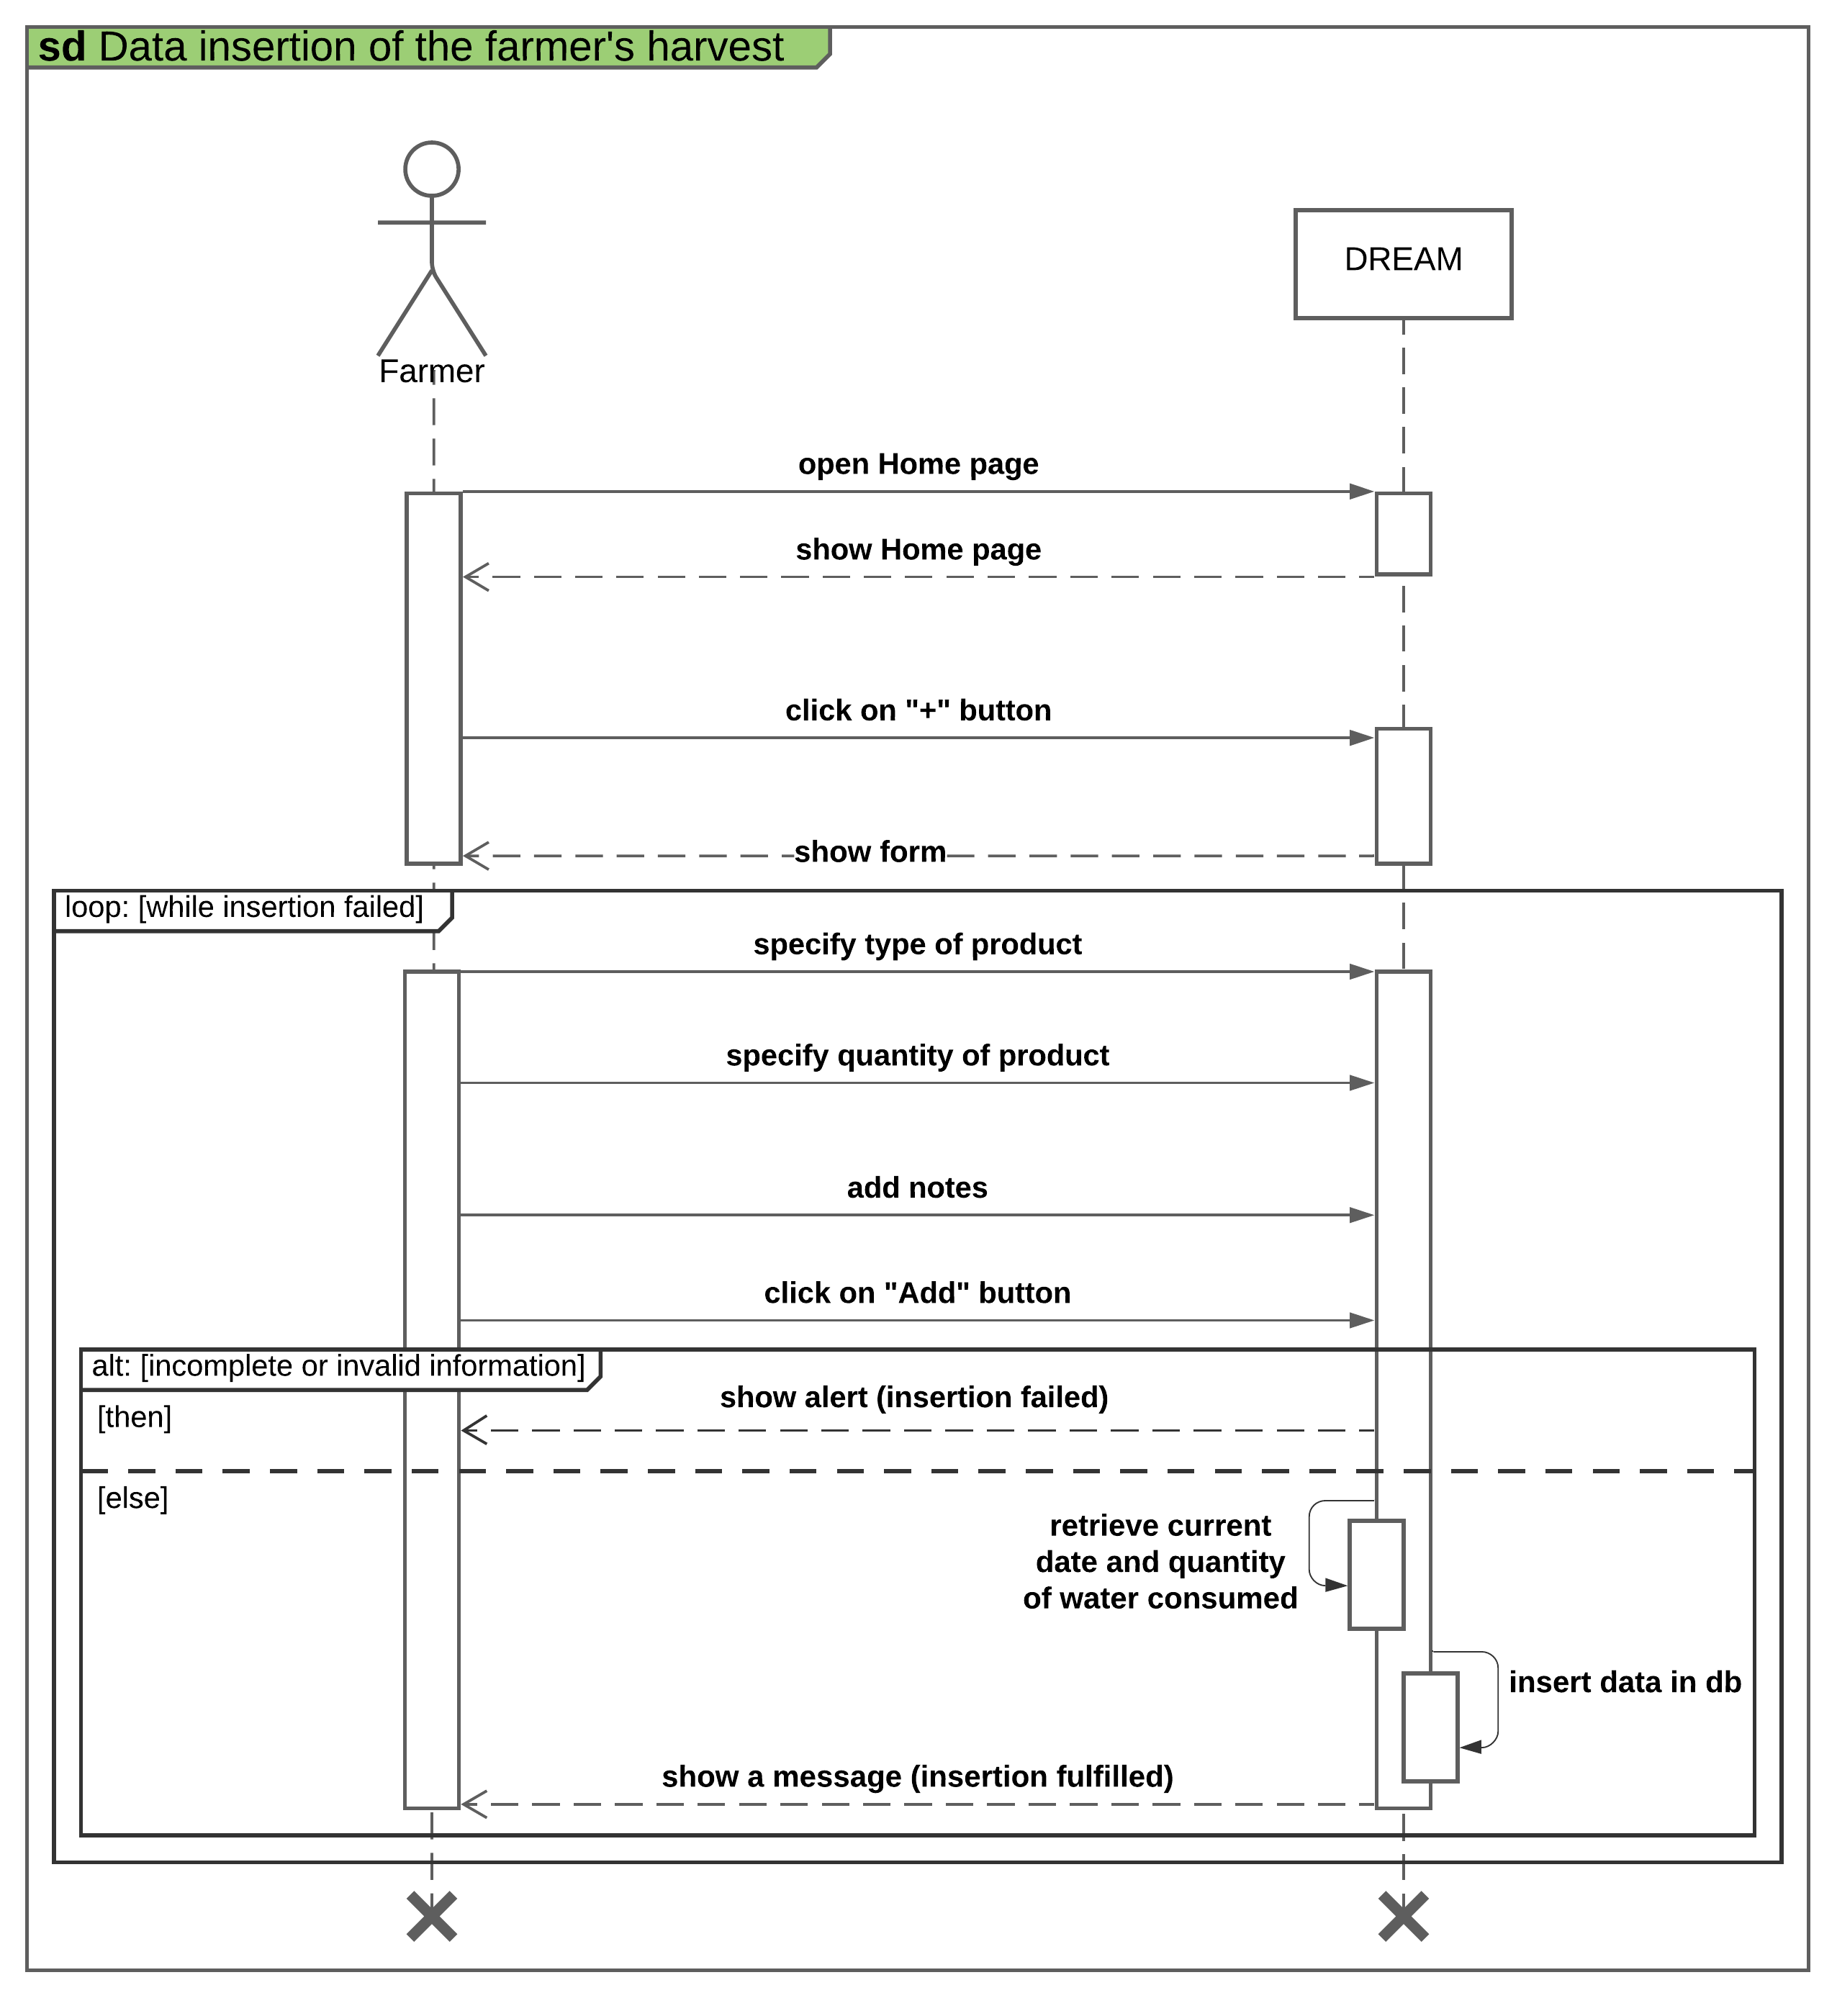 sd Data insertion of the farmer's harvest
DREAM
Farmer
open Home page
show Home page
click on "+" button
show form
loop: [while insertion failed]
specify type of product
specify quantity of product
add notes
click on "Add" button
alt: [incomplete or invalid information]
show alert (insertion failed)
[then]
[else]
retrieve current
date and quantity
of water consumed
insert data in db
show a message (insertion fulfilled)